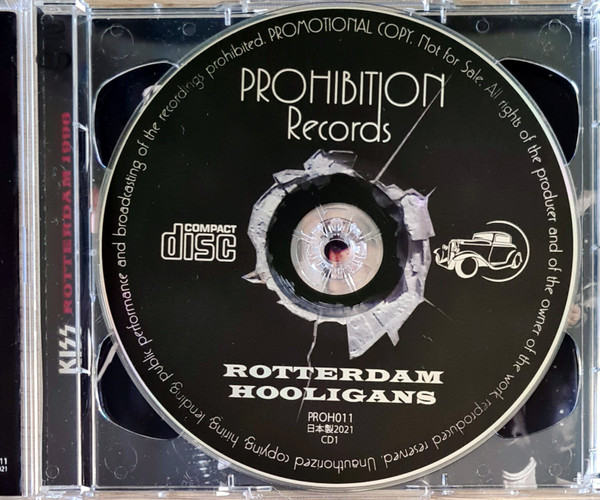 PROHIBITION
Records
COMPACT
disc
ROTTERDAM
HOOLIGANS
PROH011
日本製2021
CD1
All rights of the producer and of the owner of the work reproduced reserved. Unauthorized copying hiring lending public performance and broadcasting of the recordings prohibited. PROMOTIONAL COPY. Not for Sale.
KISS ROTTERDAM 1996